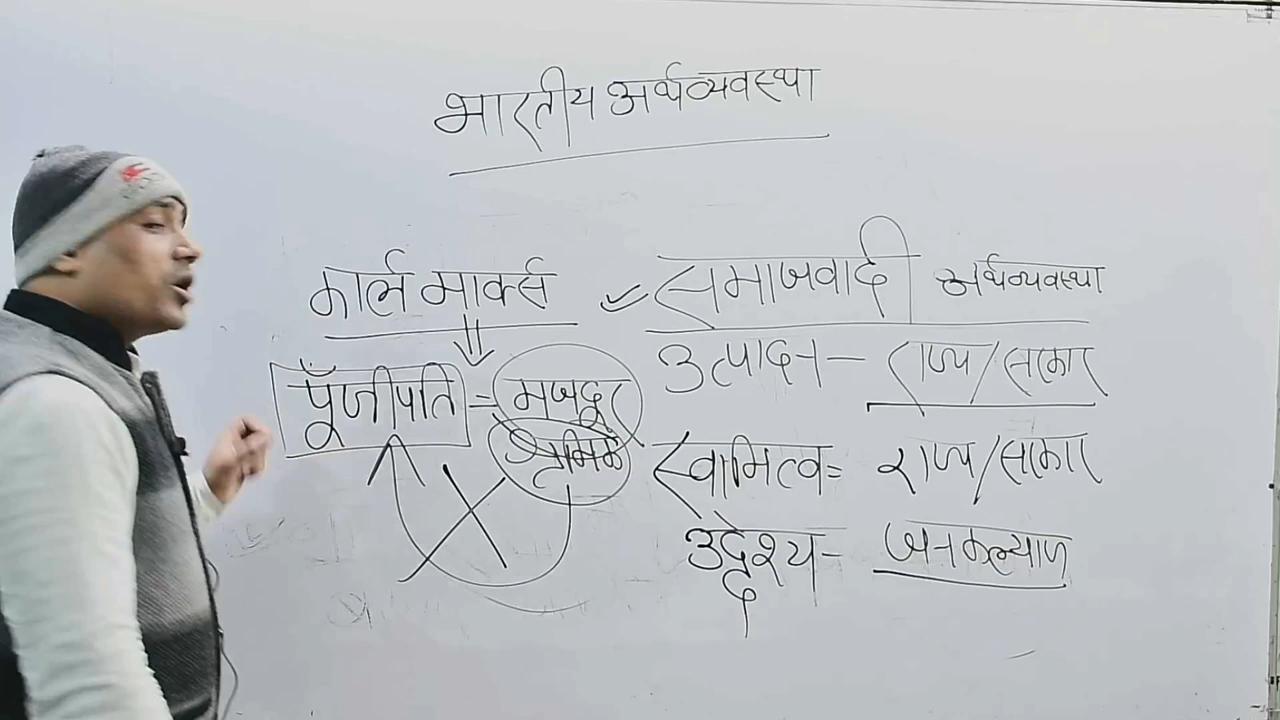 भारतीय अर्थव्यवस्था
कार्ल मार्क्स
पूँजीपति = मजदूर
श्रमिक
समाजवादी अर्थव्यवस्था
उत्पादन - राज्य/सरकार
स्वामित्व = राज्य/सरकार
उद्देश्य - जनकल्याण